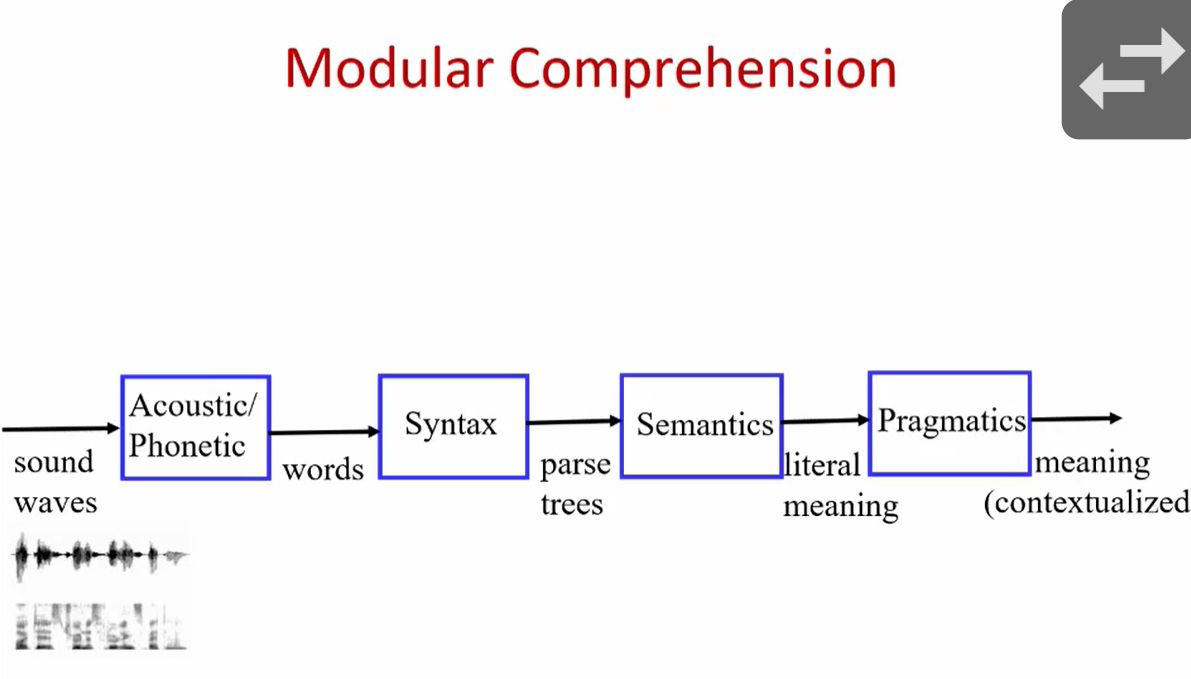 Modular Comprehension
Acoustic/
Phonetic
Syntax
Semantics
Pragmatics
sound
waves
words
parse
trees
literal
meaning
meaning
(contextualized